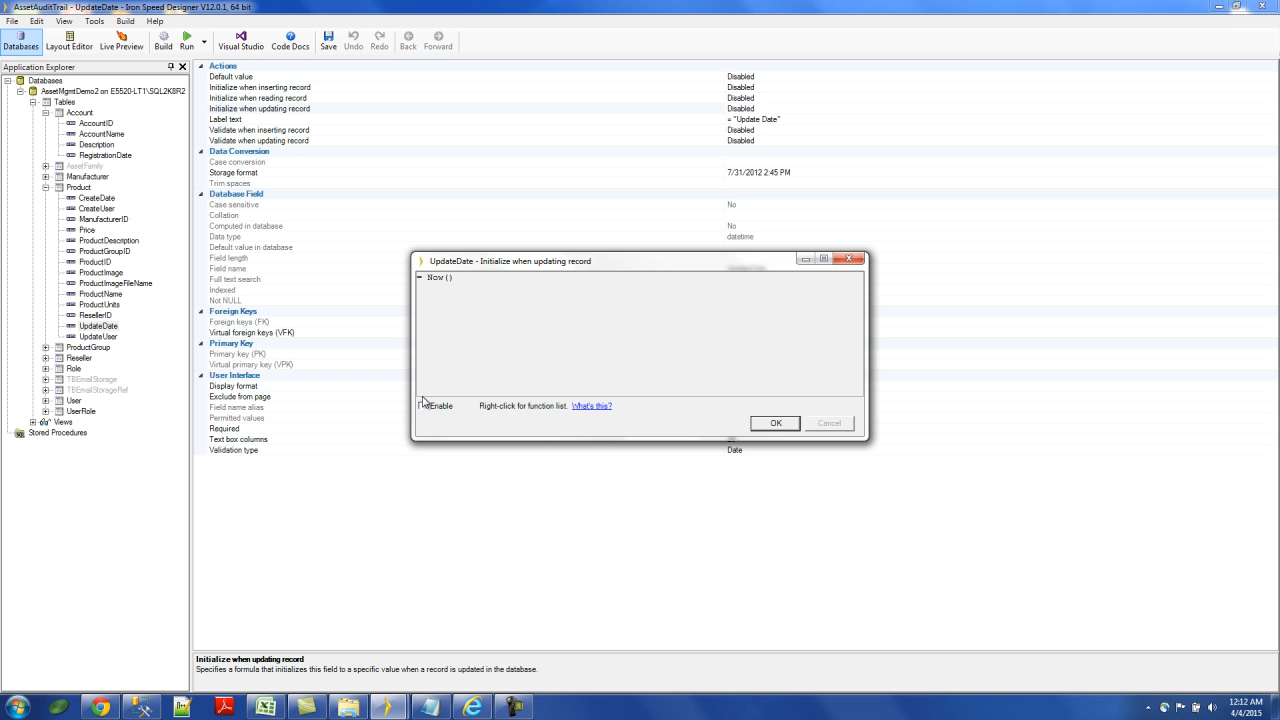 AssetAuditTrail - UpdateDate - Iron Speed Designer V12.0.1, 64 bit
File Edit View Tools Build Help
Databases Layout Editor Live Preview Build Run Visual Studio Code Docs Save Undo Redo Back Forward
Application Explorer
Databases
AssetMgmtDemo2 on E5520-LT1\SQL2K8R2
Tables
Account
AccountID
AccountName
Description
RegistrationDate
AssetFamily
Manufacturer
Product
CreateDate
CreateUser
ManufacturerID
Price
ProductDescription
ProductGroupID
ProductID
ProductImage
ProductImageFileName
ProductName
ProductUnits
ResellerID
UpdateDate
UpdateUser
ProductGroup
Reseller
Role
TBEmailStorage
TBEmailStorageRef
User
UserRole
Views
Stored Procedures
Actions
Default value Disabled
Initialize when inserting record Disabled
Initialize when reading record Disabled
Initialize when updating record Disabled
Label text = "Update Date"
Validate when inserting record Disabled
Validate when updating record Disabled
Data Conversion
Case conversion
Storage format 7/31/2012 2:45 PM
Trim spaces
Database Field
Case sensitive No
Collation
Computed in database No
Data type datetime
Default value in database
Field length
Field name
Full text search
Indexed
Not NULL
Foreign Keys
Foreign keys (FK)
Virtual foreign keys (VFK)
Primary Key
Primary key (PK)
Virtual primary key (VPK)
User Interface
Display format
Exclude from page
Field name alias
Permitted values
Required
Text box columns
Validation type Date
UpdateDate - Initialize when updating record
= Now()
Enable Right-click for function list. What's this?
OK Cancel
Initialize when updating record
Specifies a formula that initializes this field to a specific value when a record is updated in the database.
12:12 AM
4/4/2015